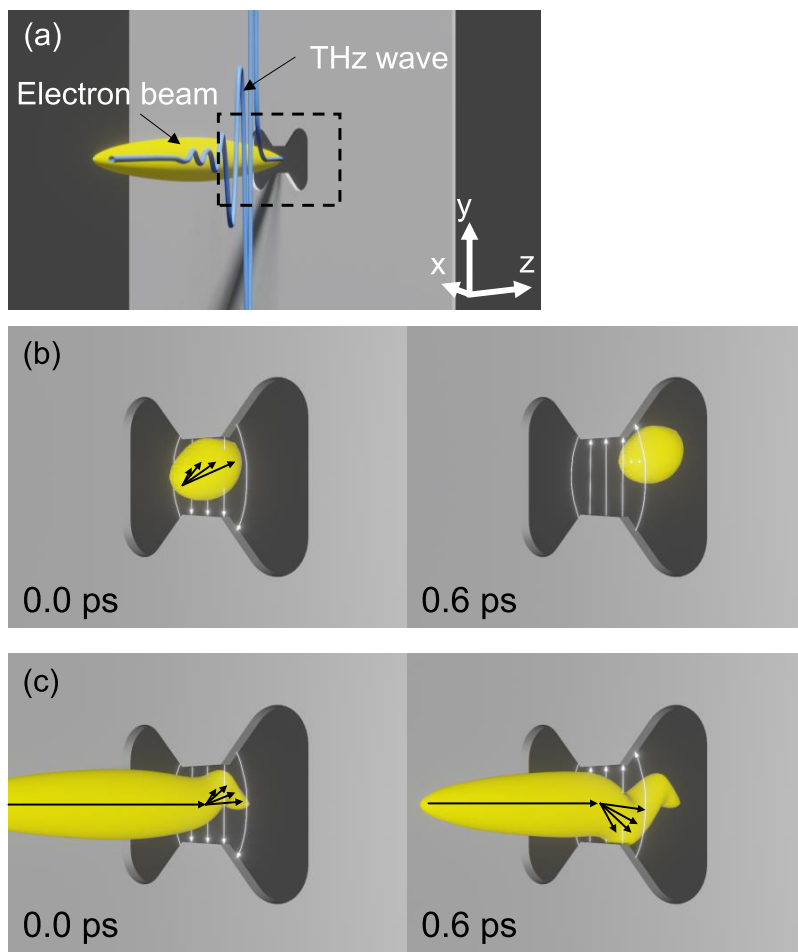 (a)
THz wave
Electron beam
y
x
z
(b)
0.0 ps
0.6 ps
(c)
0.0 ps
0.6 ps